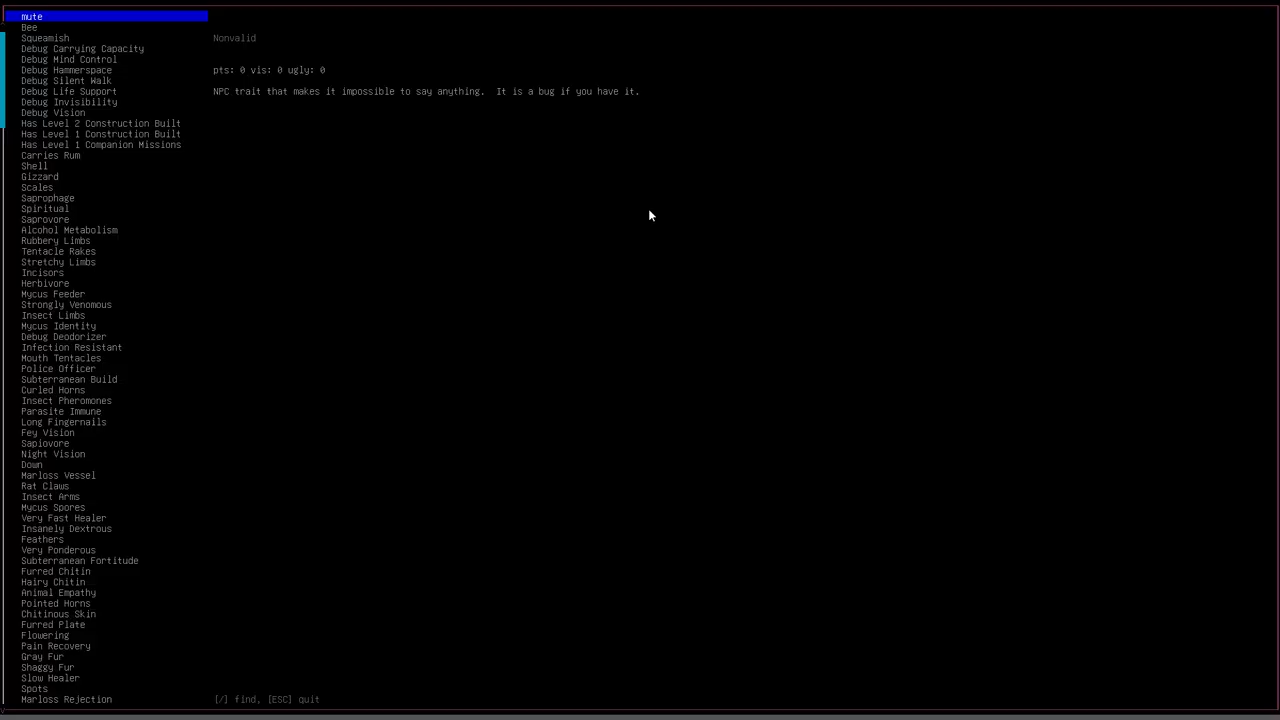 mute
Bee
Squeamish Nonvalid
Debug Carrying Capacity
Debug Mind Control
Debug Hammerspace pts: 0 vis: 0 ugly: 0
Debug Silent Walk
Debug Life Support NPC trait that makes it impossible to say anything.  It is a bug if you have it.
Debug Invisibility
Debug Vision
Has Level 2 Construction Built
Has Level 1 Construction Built
Has Level 1 Companion Missions
Carries Rum
Shell
Gizzard
Scales
Saprophage
Spiritual
Saprovore
Alcohol Metabolism
Rubbery Limbs
Tentacle Rakes
Stretchy Limbs
Incisors
Herbivore
Mycus Feeder
Strongly Venomous
Insect Limbs
Mycus Identity
Debug Deodorizer
Infection Resistant
Mouth Tentacles
Police Officer
Subterranean Build
Curled Horns
Insect Pheromones
Parasite Immune
Long Fingernails
Fey Vision
Sapiovore
Night Vision
Down
Marloss Vessel
Rat Claws
Insect Arms
Mycus Spores
Very Fast Healer
Insanely Dextrous
Feathers
Very Ponderous
Subterranean Fortitude
Furred Chitin
Hairy Chitin
Animal Empathy
Pointed Horns
Chitinous Skin
Furred Plate
Flowering
Pain Recovery
Gray Fur
Shaggy Fur
Slow Healer
Spots
Marloss Rejection [/] find, [ESC] quit